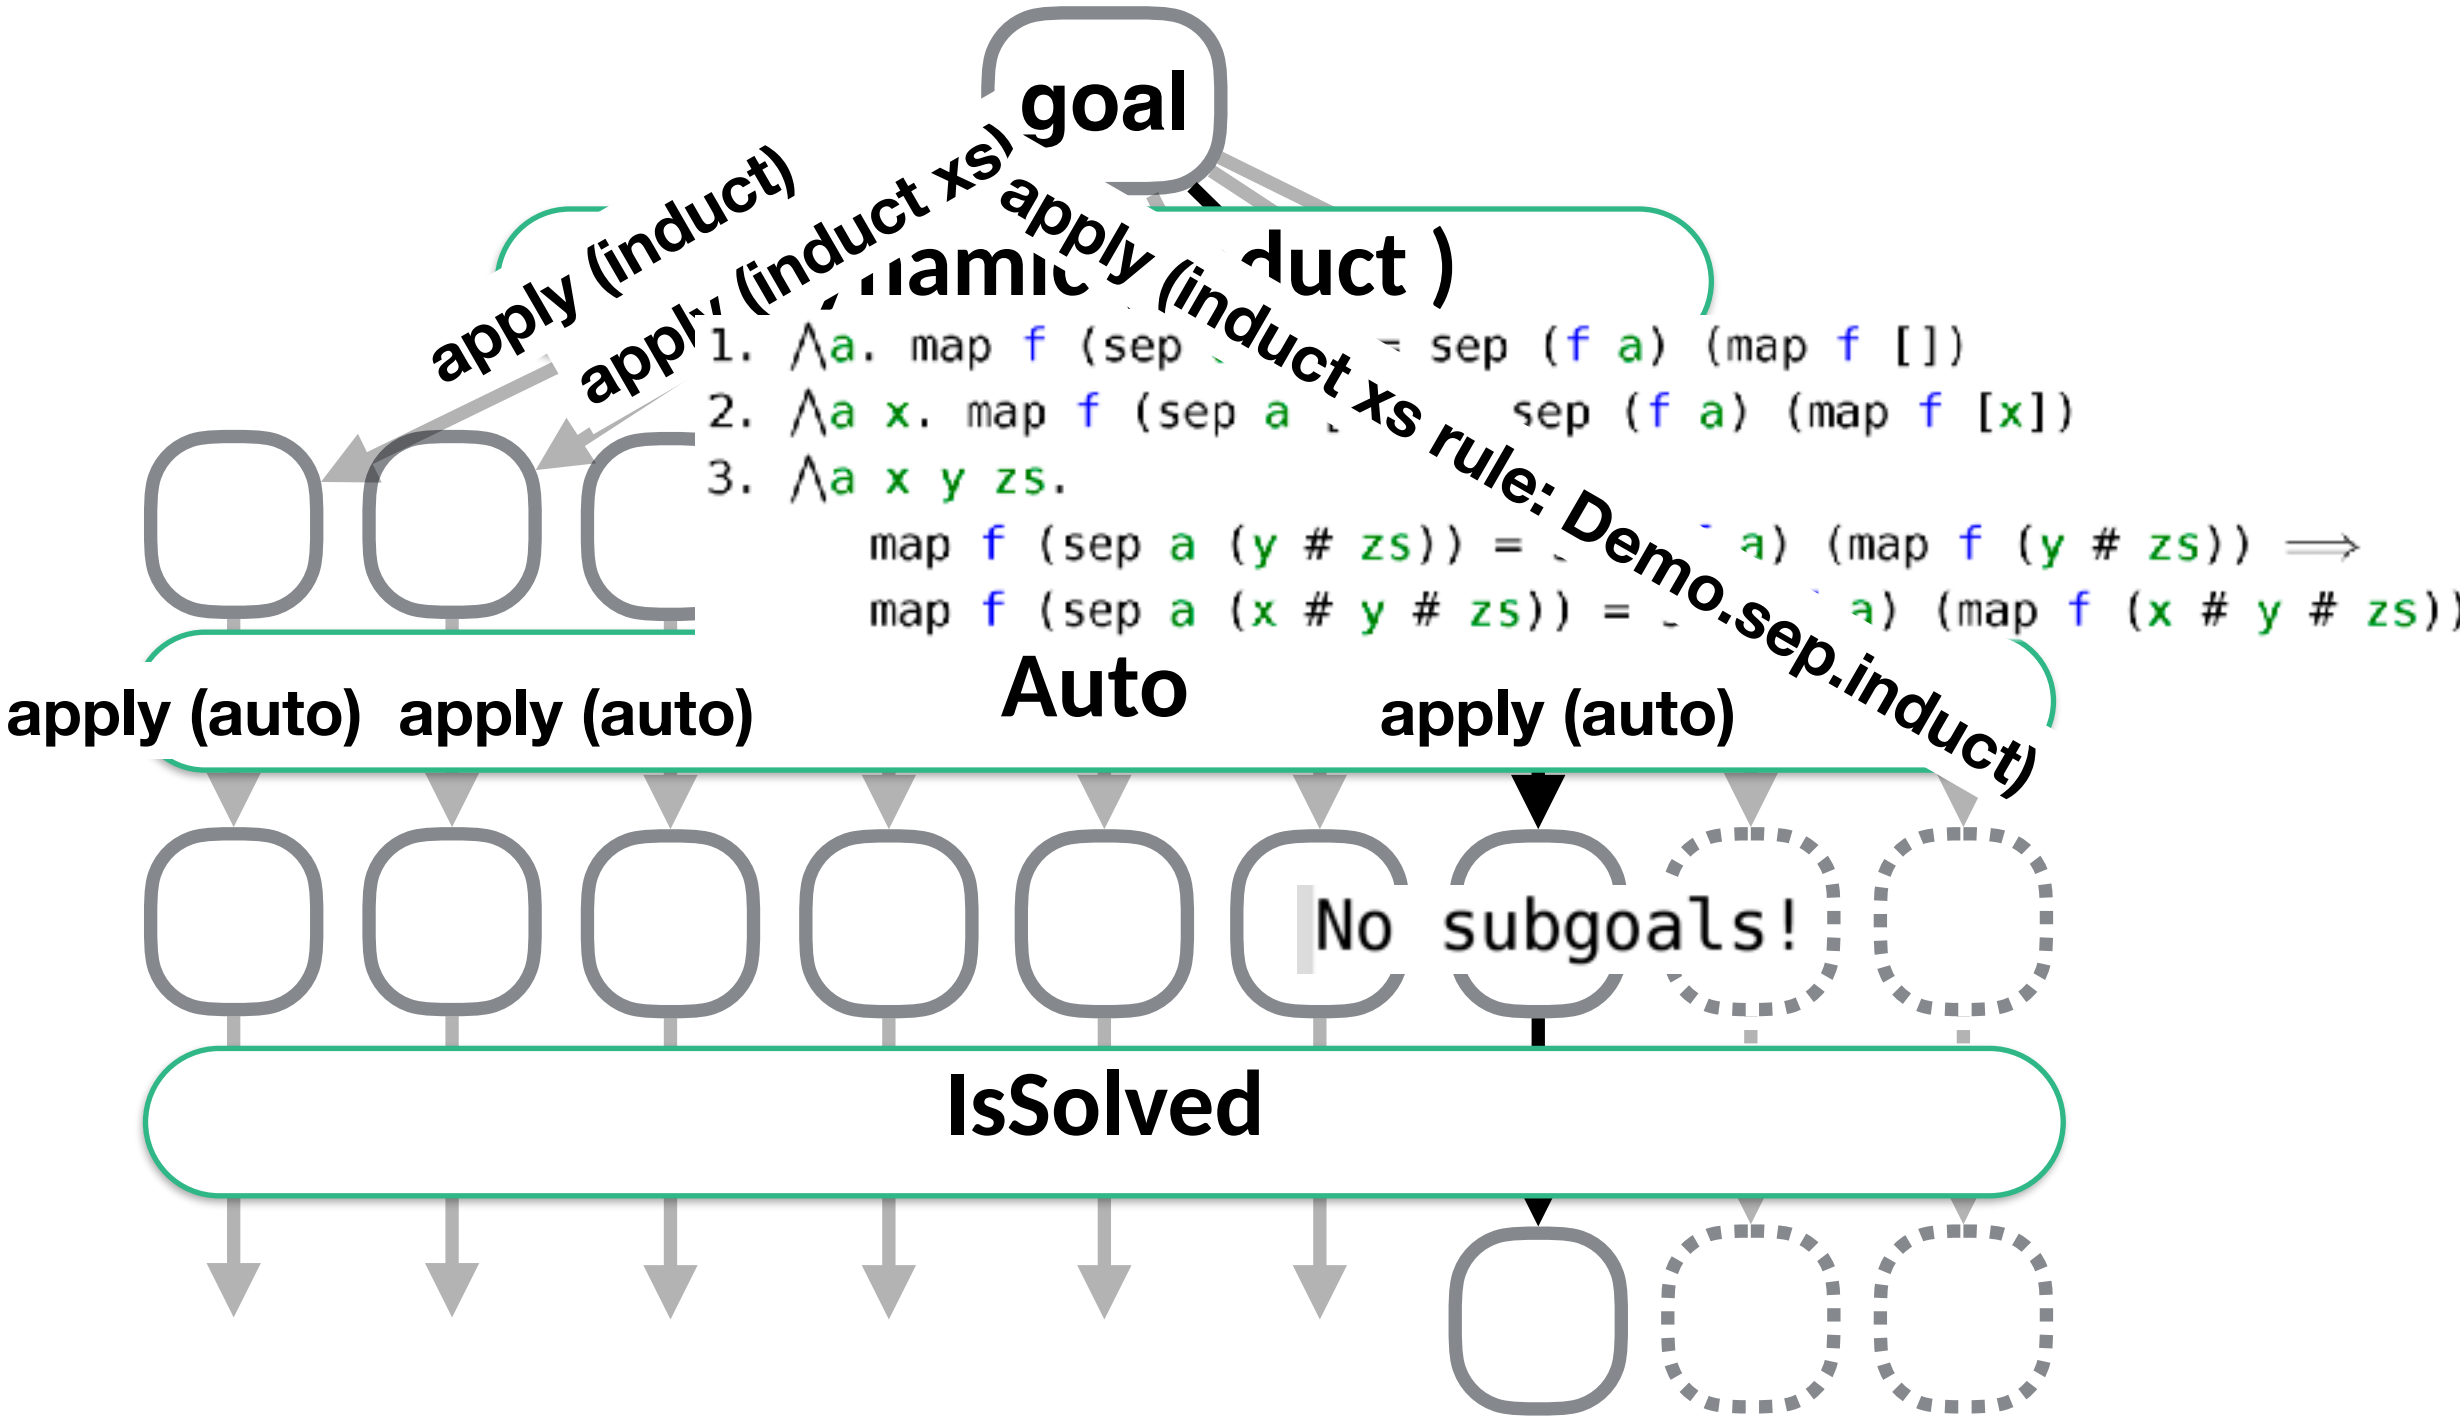 goal
apply (induct)
apply (induct xs)
apply (induct xs rule: Demo.sep.induct)
)
1. ⋀a. map f (sep = sep (f a) (map f [])
2. ⋀a x. map f (sep a sep (f a) (map f [x])
3. ⋀a x y zs.
map f (sep a (y # zs)) = a) (map f (y # zs)) ⟹
map f (sep a (x # y # zs)) = a) (map f (x # y # zs))
Auto
apply (auto) apply (auto) apply (auto)
No subgoals!
IsSolved